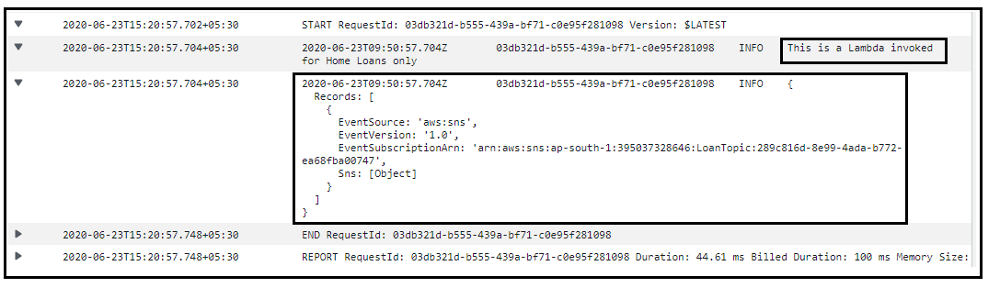 2020-06-23T15:20:57.702+05:30 START RequestId: 03db321d-b555-439a-bf71-c0e95f281098 Version: $LATEST
2020-06-23T15:20:57.704+05:30 2020-06-23T09:50:57.704Z 03db321d-b555-439a-bf71-c0e95f281098 INFO This is a Lambda invoked
for Home Loans only
2020-06-23T15:20:57.704+05:30 2020-06-23T09:50:57.704Z 03db321d-b555-439a-bf71-c0e95f281098 INFO {
Records: [
{
EventSource: 'aws:sns',
EventVersion: '1.0',
EventSubscriptionArn: 'arn:aws:sns:ap-south-1:395037328646:LoanTopic:289c816d-8e99-4ada-b772-
ea68fba00747',
Sns: [Object]
}
]
}
2020-06-23T15:20:57.748+05:30 END RequestId: 03db321d-b555-439a-bf71-c0e95f281098
2020-06-23T15:20:57.748+05:30 REPORT RequestId: 03db321d-b555-439a-bf71-c0e95f281098 Duration: 44.61 ms Billed Duration: 100 ms Memory Size: